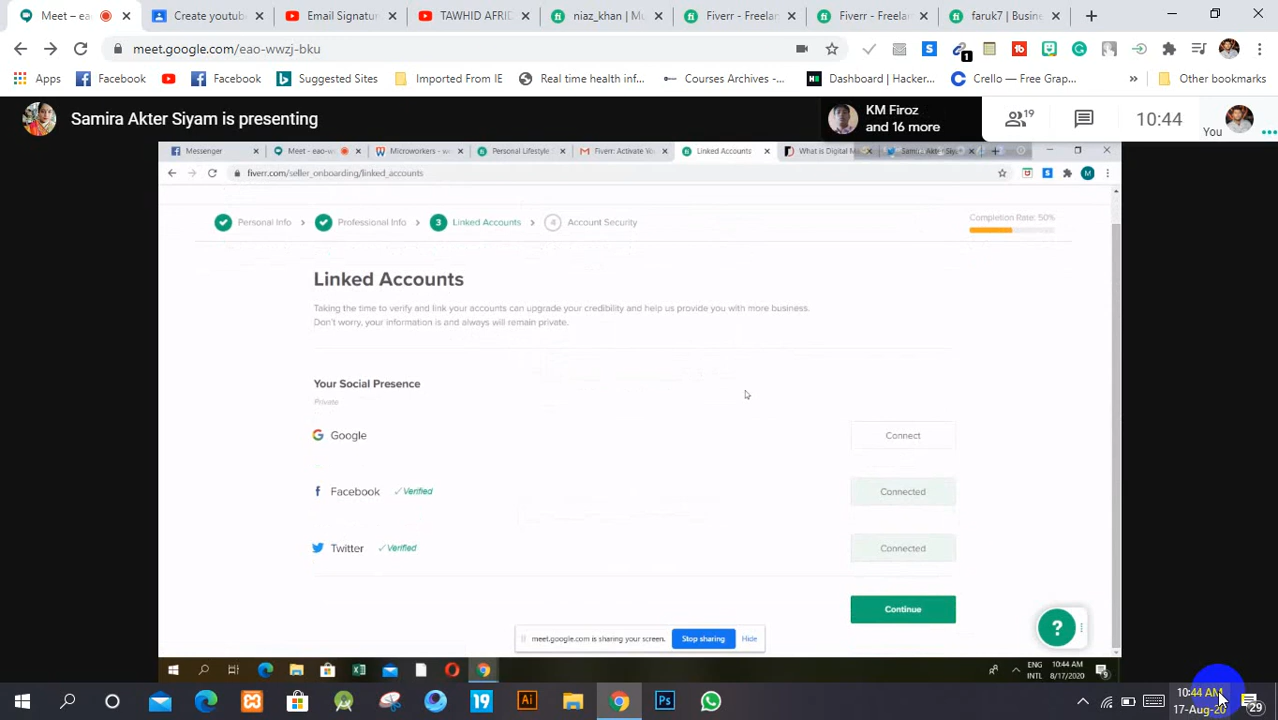 Meet – ea
Create youtub
Email Signatur
TAWHID AFRID
niaz_khan | Mu
Fiverr - Freelan
Fiverr - Freelan
faruk7 | Busine
meet.google.com/eao-wwzj-bku
Apps
Facebook
Facebook
Suggested Sites
Imported From IE
Real time health inf...
Courses Archives -...
Dashboard | Hacker...
Crello — Free Grap...
»
Other bookmarks
Samira Akter Siyam is presenting
KM Firoz
and 16 more
19
10:44
You
Messenger
Meet - eao-w
Microworkers - w
Personal Lifestyle
Fiverr: Activate Y
Linked Accounts
What is Digital M
Samira Akter Siy
fiverr.com/seller_onboarding/linked_accounts
Personal Info
Professional Info
3 Linked Accounts
4 Account Security
Completion Rate: 50%
Linked Accounts
Taking the time to verify and link your accounts can upgrade your credibility and help us provide you with more business.
Don't worry, your information is and always will remain private.
Your Social Presence
Private
Google
Connect
Facebook ✓Verified
Connected
Twitter ✓Verified
Connected
Continue
?
meet.google.com is sharing your screen. Stop sharing Hide
ENG
INTL
10:44 AM
8/17/2020
10:44 AM
17-Aug-20
29